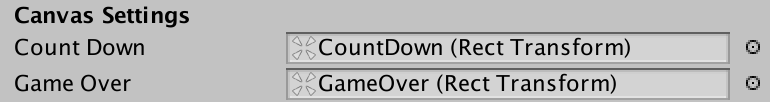 Canvas Settings
Count Down CountDown (Rect Transform)
Game Over GameOver (Rect Transform)